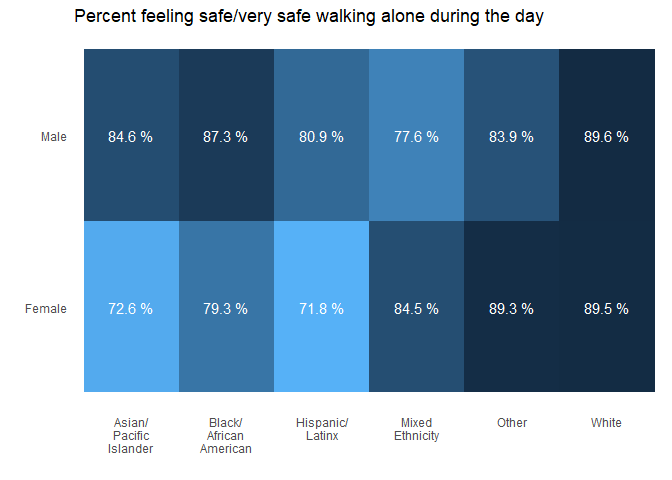 Percent feeling safe/very safe walking alone during the day
Male
84.6 %
87.3 %
80.9 %
77.6 %
83.9 %
89.6 %
Female
72.6 %
79.3 %
71.8 %
84.5 %
89.3 %
89.5 %
Asian/
Pacific
Islander
Black/
African
American
Hispanic/
Latinx
Mixed
Ethnicity
Other
White